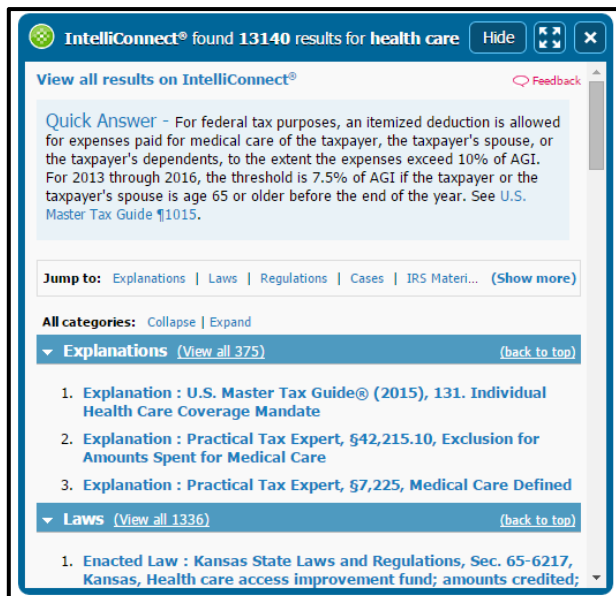 IntelliConnect® found 13140 results for health care Hide
View all results on IntelliConnect®
Feedback
Quick Answer - For federal tax purposes, an itemized deduction is allowed
for expenses paid for medical care of the taxpayer, the taxpayer's spouse, or
the taxpayer's dependents, to the extent the expenses exceed 10% of AGI.
For 2013 through 2016, the threshold is 7.5% of AGI if the taxpayer or the
taxpayer's spouse is age 65 or older before the end of the year. See U.S.
Master Tax Guide ¶1015.
Jump to: Explanations | Laws | Regulations | Cases | IRS Materi... (Show more)
All categories: Collapse | Expand
Explanations (View all 375) (back to top)
1. Explanation : U.S. Master Tax Guide® (2015), 131. Individual
Health Care Coverage Mandate
2. Explanation : Practical Tax Expert, §42,215.10, Exclusion for
Amounts Spent for Medical Care
3. Explanation : Practical Tax Expert, §7,225, Medical Care Defined
Laws (View all 1336) (back to top)
1. Enacted Law : Kansas State Laws and Regulations, Sec. 65-6217,
Kansas, Health care access improvement fund; amounts credited;